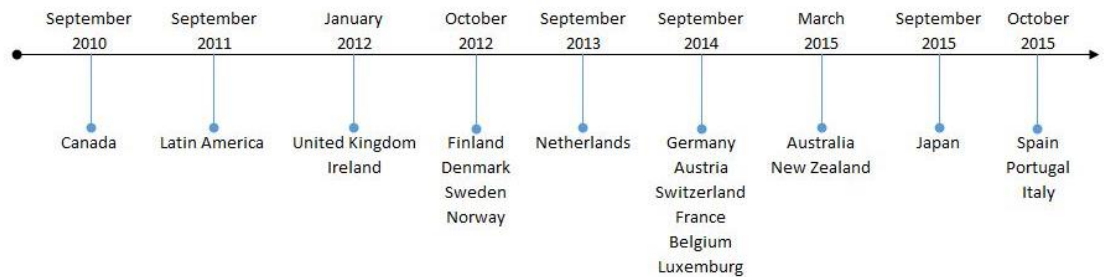 September
2010
September
2011
January
2012
October
2012
September
2013
September
2014
March
2015
September
2015
October
2015
Canada
Latin America
United Kingdom
Ireland
Finland
Denmark
Sweden
Norway
Netherlands
Germany
Austria
Switzerland
France
Belgium
Luxemburg
Australia
New Zealand
Japan
Spain
Portugal
Italy